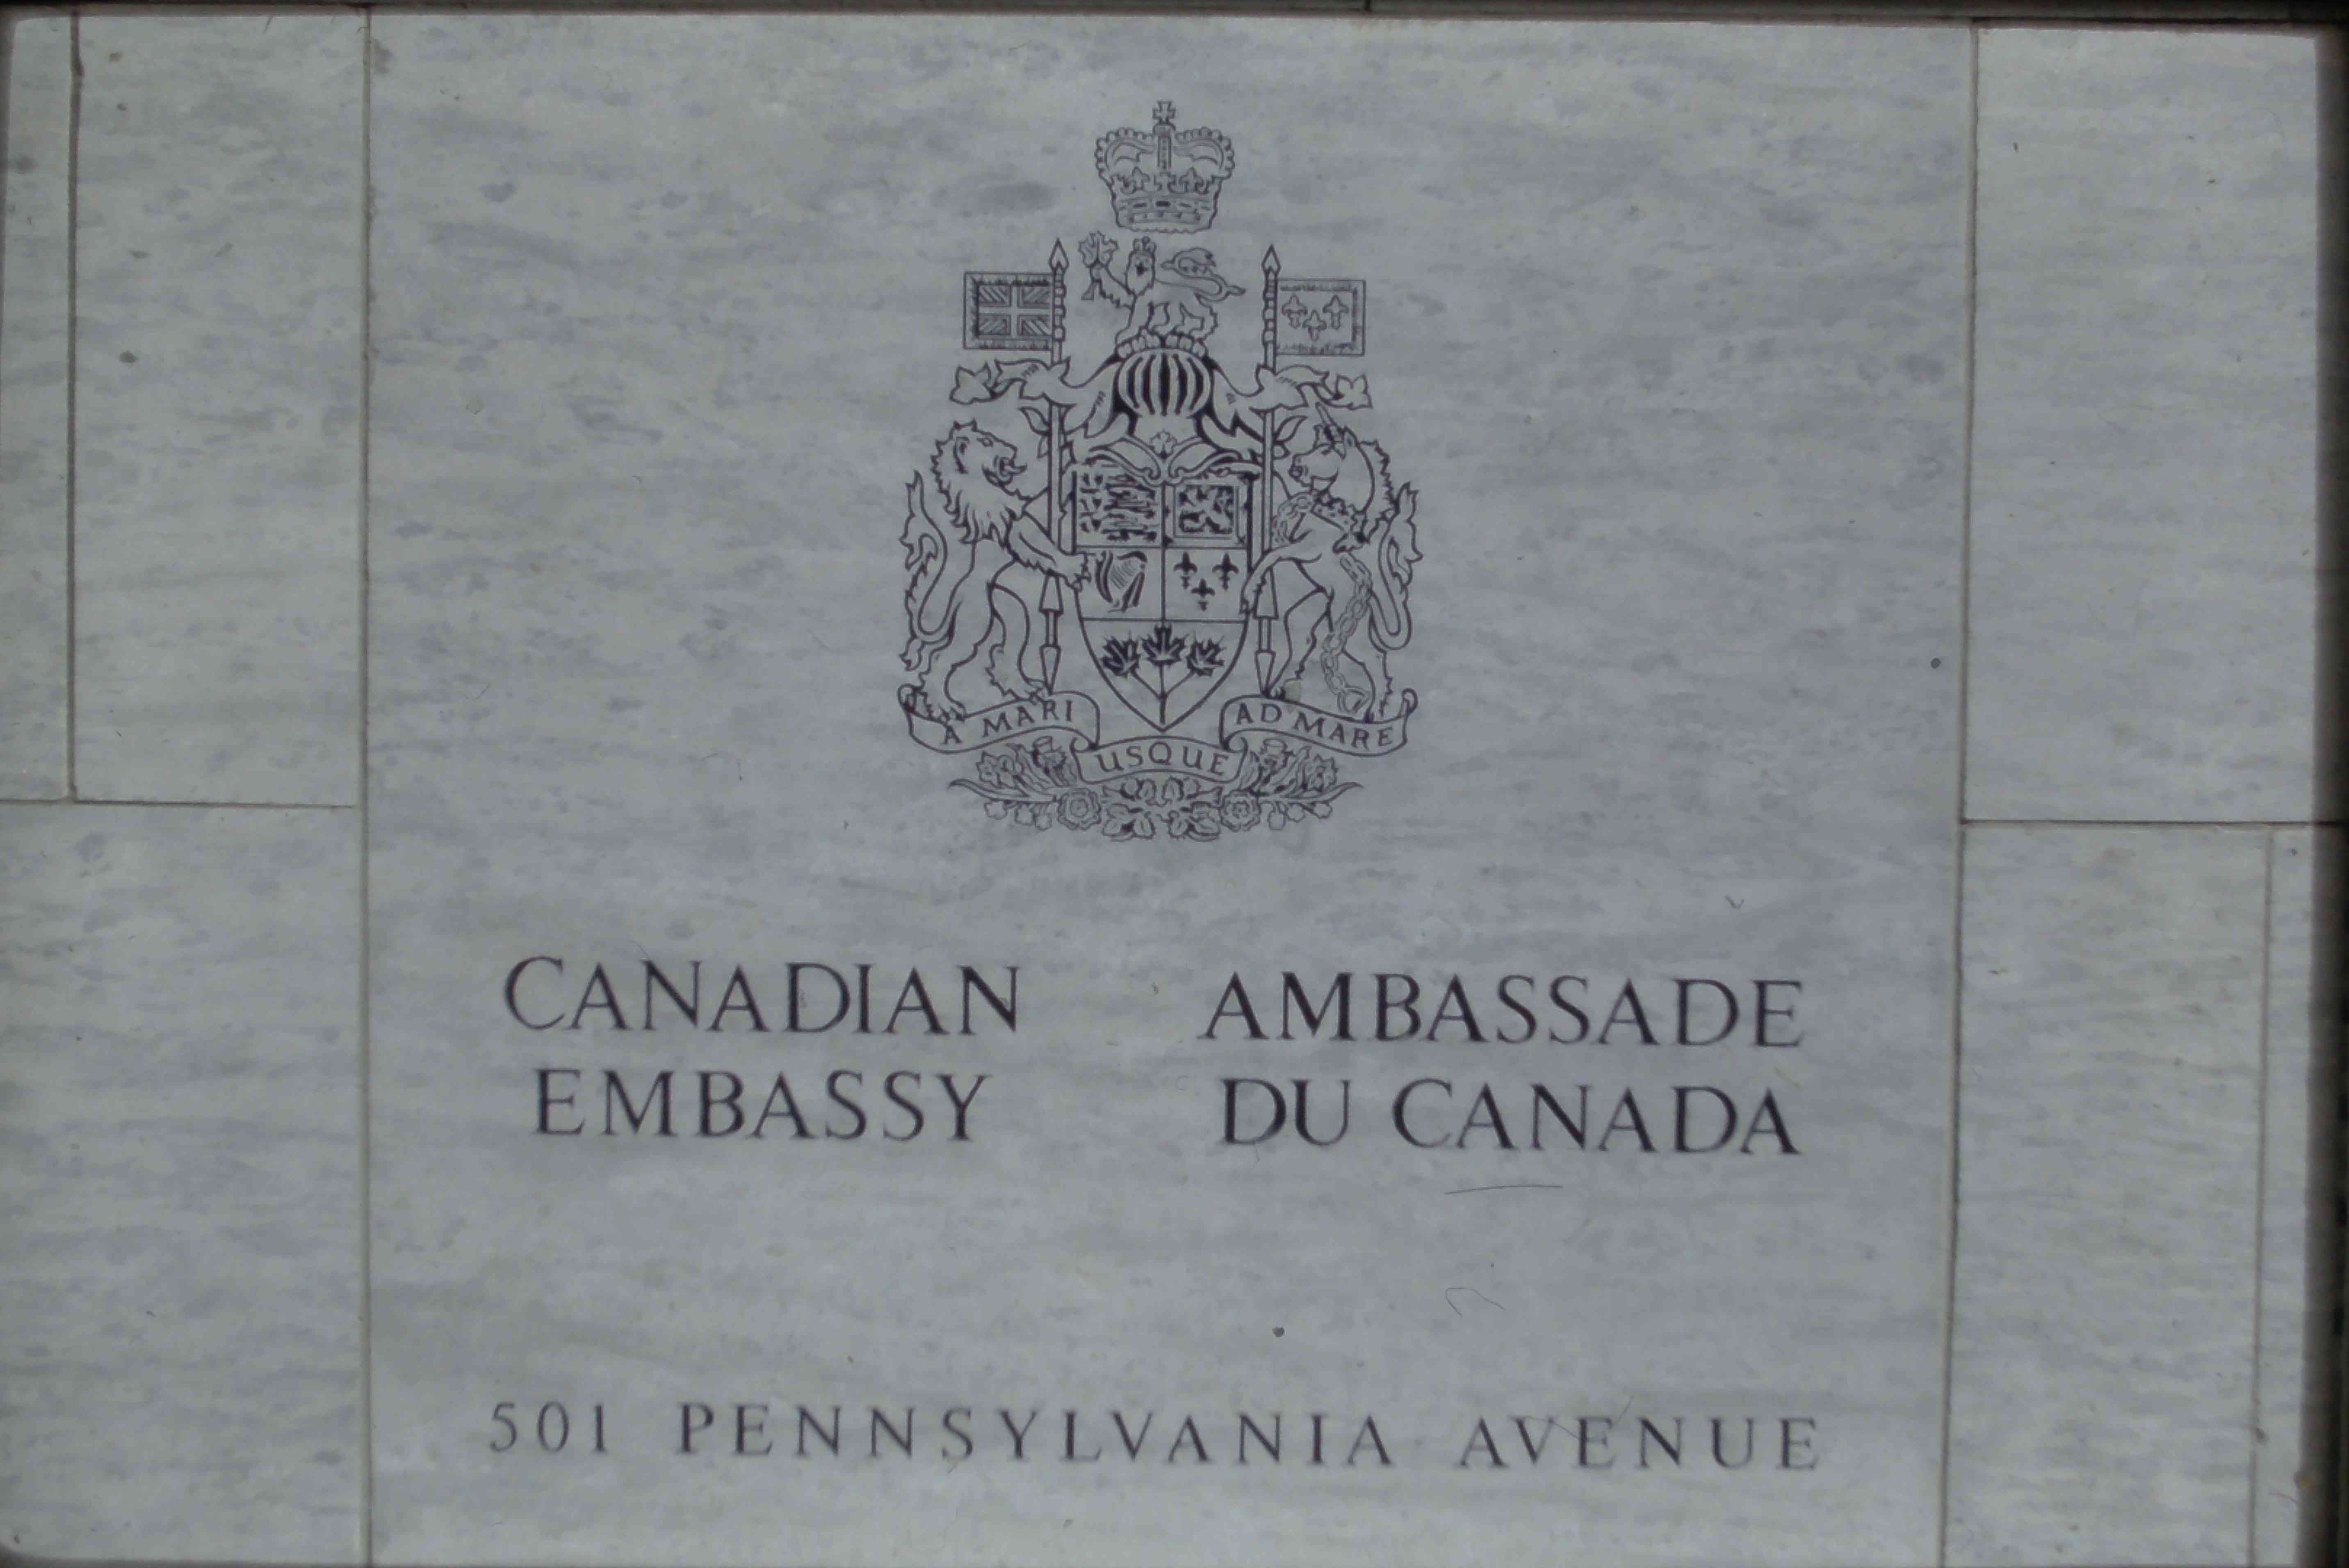 A MARI USQUE AD MARE
CANADIAN
EMBASSY
AMBASSADE
DU CANADA
501 PENNSYLVANIA AVENUE